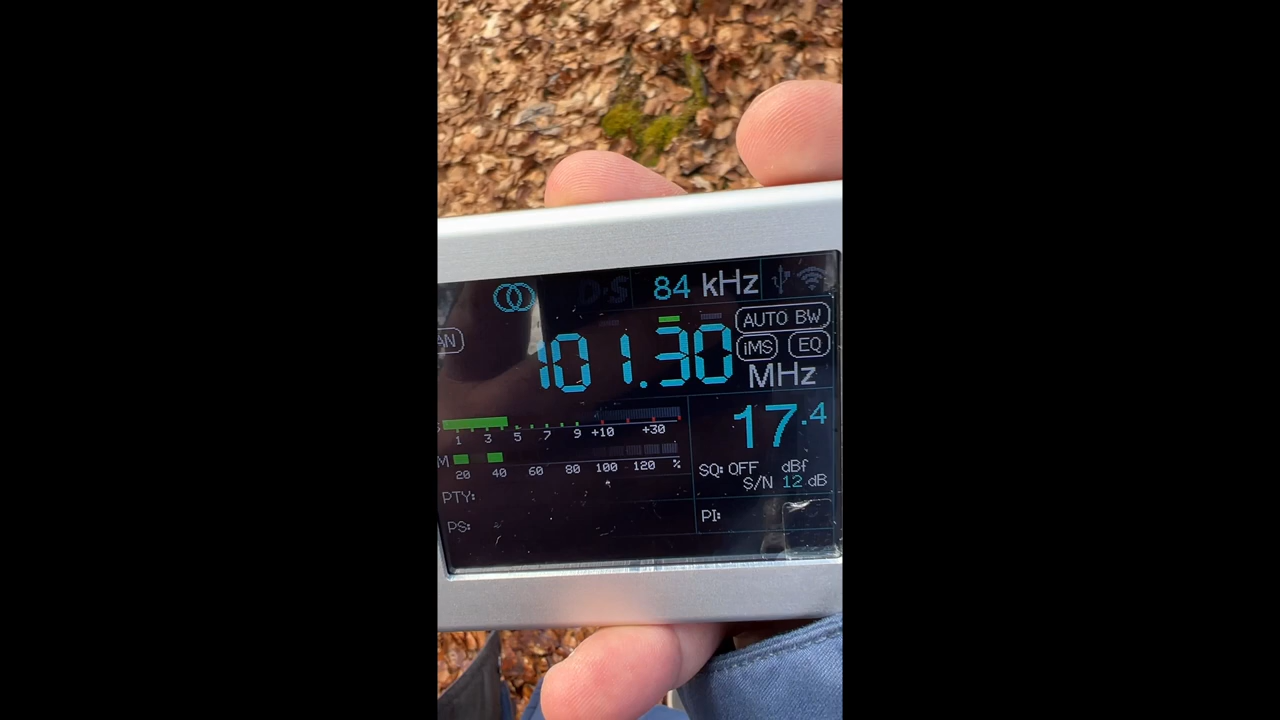 84 kHz
AN
101.30 MHz
AUTO BW
iMS EQ
17.4
S
1 3 5 7 9 +10 +30
M
20 40 60 80 100 120 %
SQ: OFF dBf
S/N 12 dB
PTY:
PS:
PI: